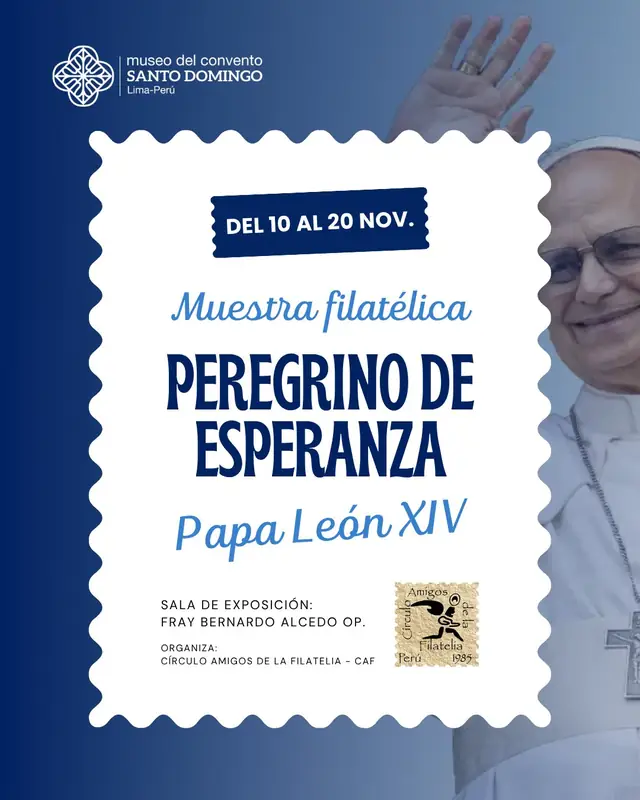 museo del convento
SANTO DOMINGO
Lima-Perú
DEL 10 AL 20 NOV.
Muestra filatélica
PEREGRINO DE
ESPERANZA
Papa León XIV
SALA DE EXPOSICIÓN:
FRAY BERNARDO ALCEDO OP.
ORGANIZA:
CÍRCULO AMIGOS DE LA FILATELIA - CAF
Círculo Amigos de la
Filatelia
Perú 1985